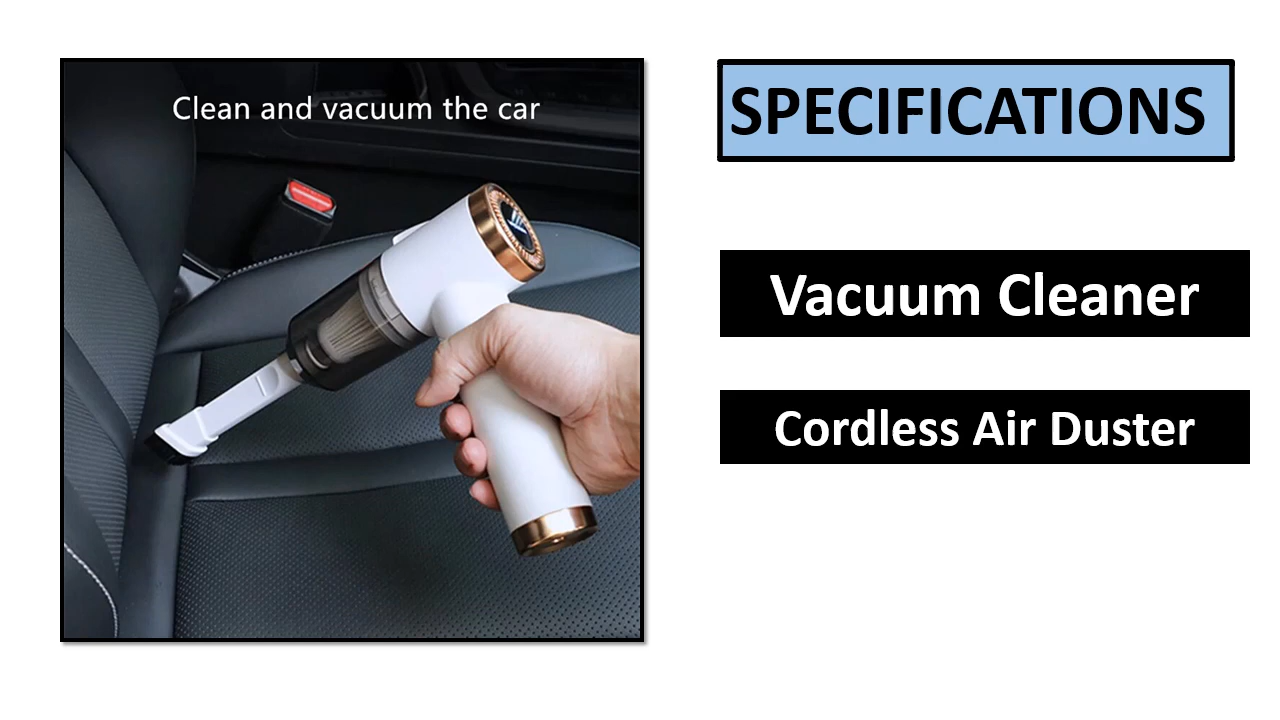 Clean and vacuum the car
SPECIFICATIONS
Vacuum Cleaner
Cordless Air Duster